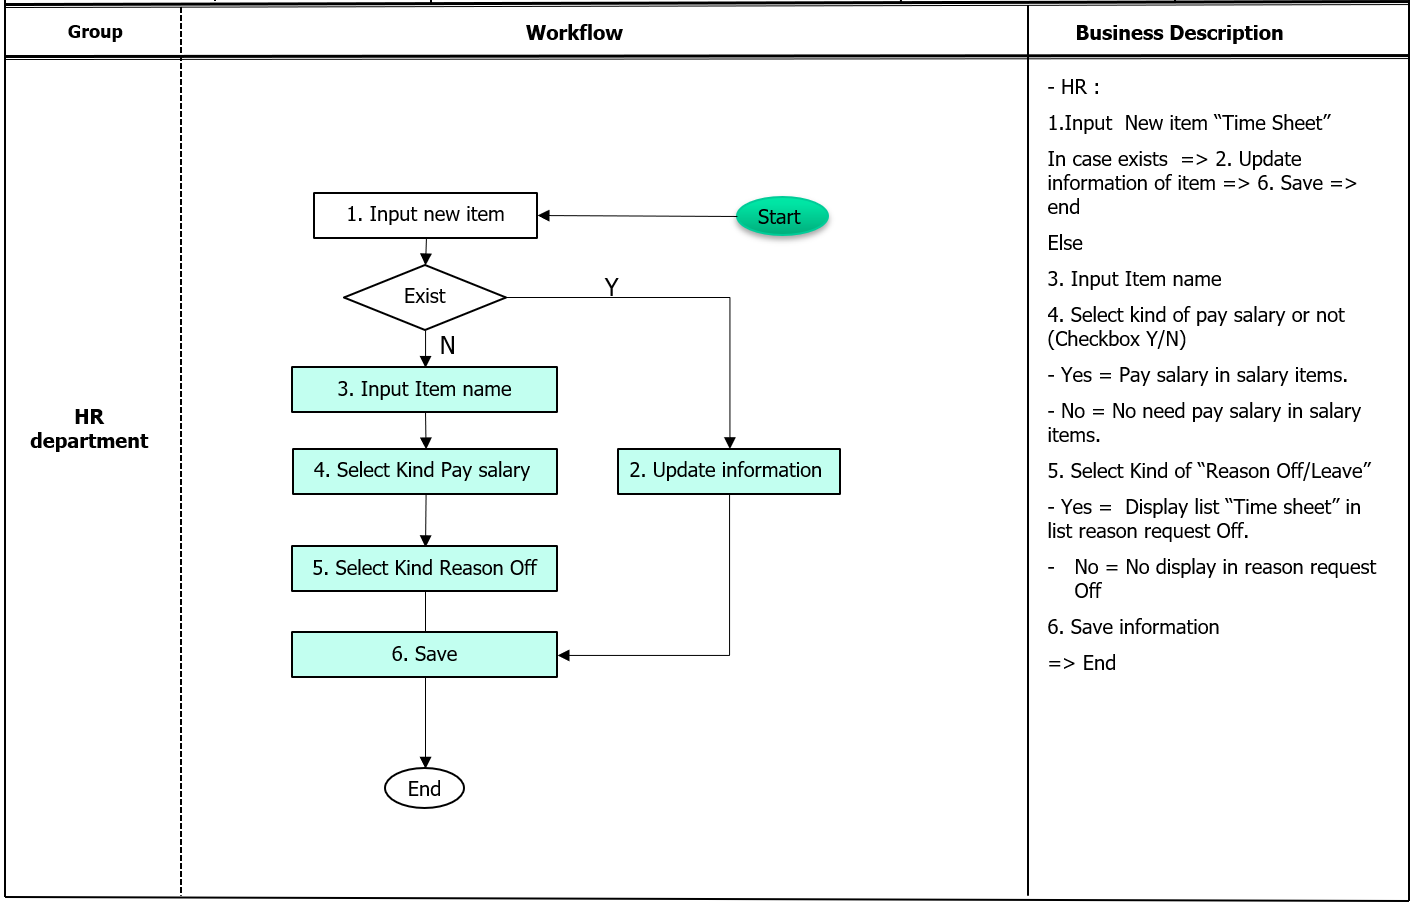 Group
Workflow
Business Description
HR
department
Start
1. Input new item
Exist
Y
N
3. Input Item name
4. Select Kind Pay salary
2. Update information
5. Select Kind Reason Off
6. Save
End
- HR :
1.Input  New item “Time Sheet”
In case exists  => 2. Update
information of item => 6. Save =>
end
Else
3. Input Item name
4. Select kind of pay salary or not
(Checkbox Y/N)
- Yes = Pay salary in salary items.
- No = No need pay salary in salary
items.
5. Select Kind of “Reason Off/Leave”
- Yes =  Display list “Time sheet” in
list reason request Off.
- No = No display in reason request
Off
6. Save information
=> End